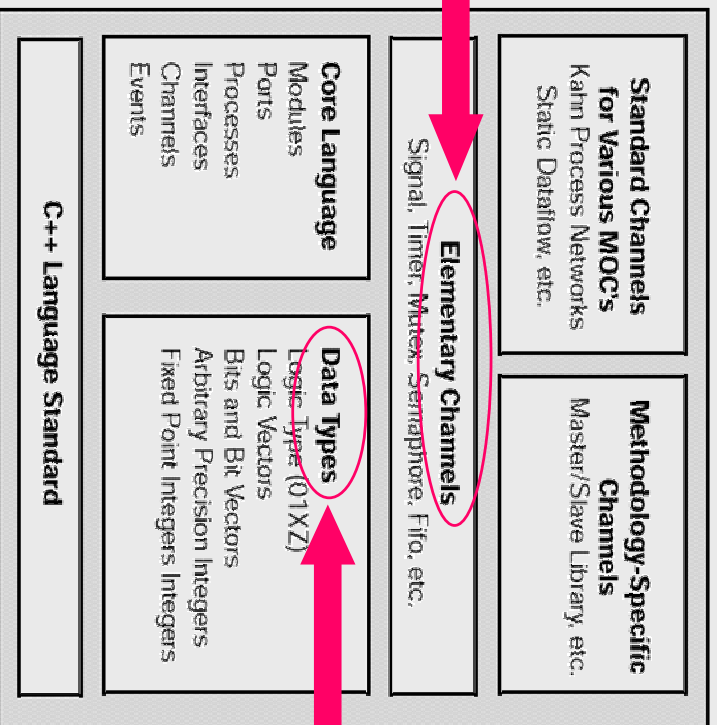 Standard Channels
for Various MOC's
Kahn Process Networks
Static Dataflow, etc.
Methodology-Specific
Channels
Master/Slave Library, etc.
Elementary Channels
Signal, Timer, Mutex, Semaphore, Fifo, etc.
Core Language
Modules
Ports
Processes
Interfaces
Channels
Events
Data Types
Logic Type (01XZ)
Logic Vectors
Bits and Bit Vectors
Arbitrary Precision Integers
Fixed Point Integers Integers
C++ Language Standard